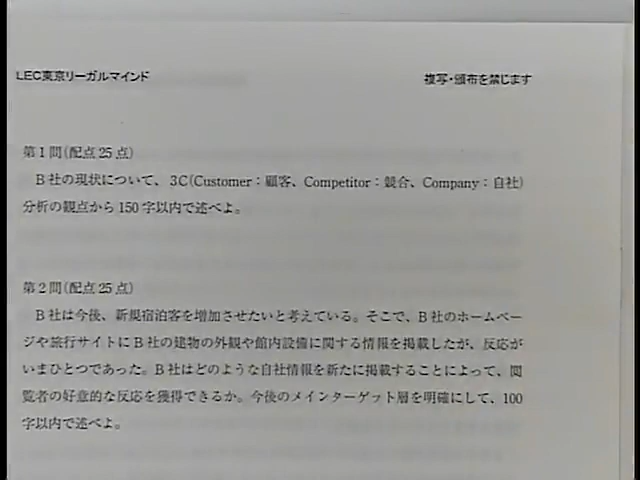 LEC東京リーガルマインド
複写・頒布を禁じます
第1問(配点 25 点)
B社の現状について、3C(Customer：顧客、Competitor：競合、Company：自社)
分析の観点から 150 字以内で述べよ。
第2問(配点 25 点)
B社は今後、新規宿泊客を増加させたいと考えている。そこで、B社のホームペー
ジや旅行サイトにB社の建物の外観や館内設備に関する情報を掲載したが、反応が
いまひとつであった。B社はどのような自社情報を新たに掲載することによって、閲
覧者の好意的な反応を獲得できるか。今後のメインターゲット層を明確にして、100
字以内で述べよ。